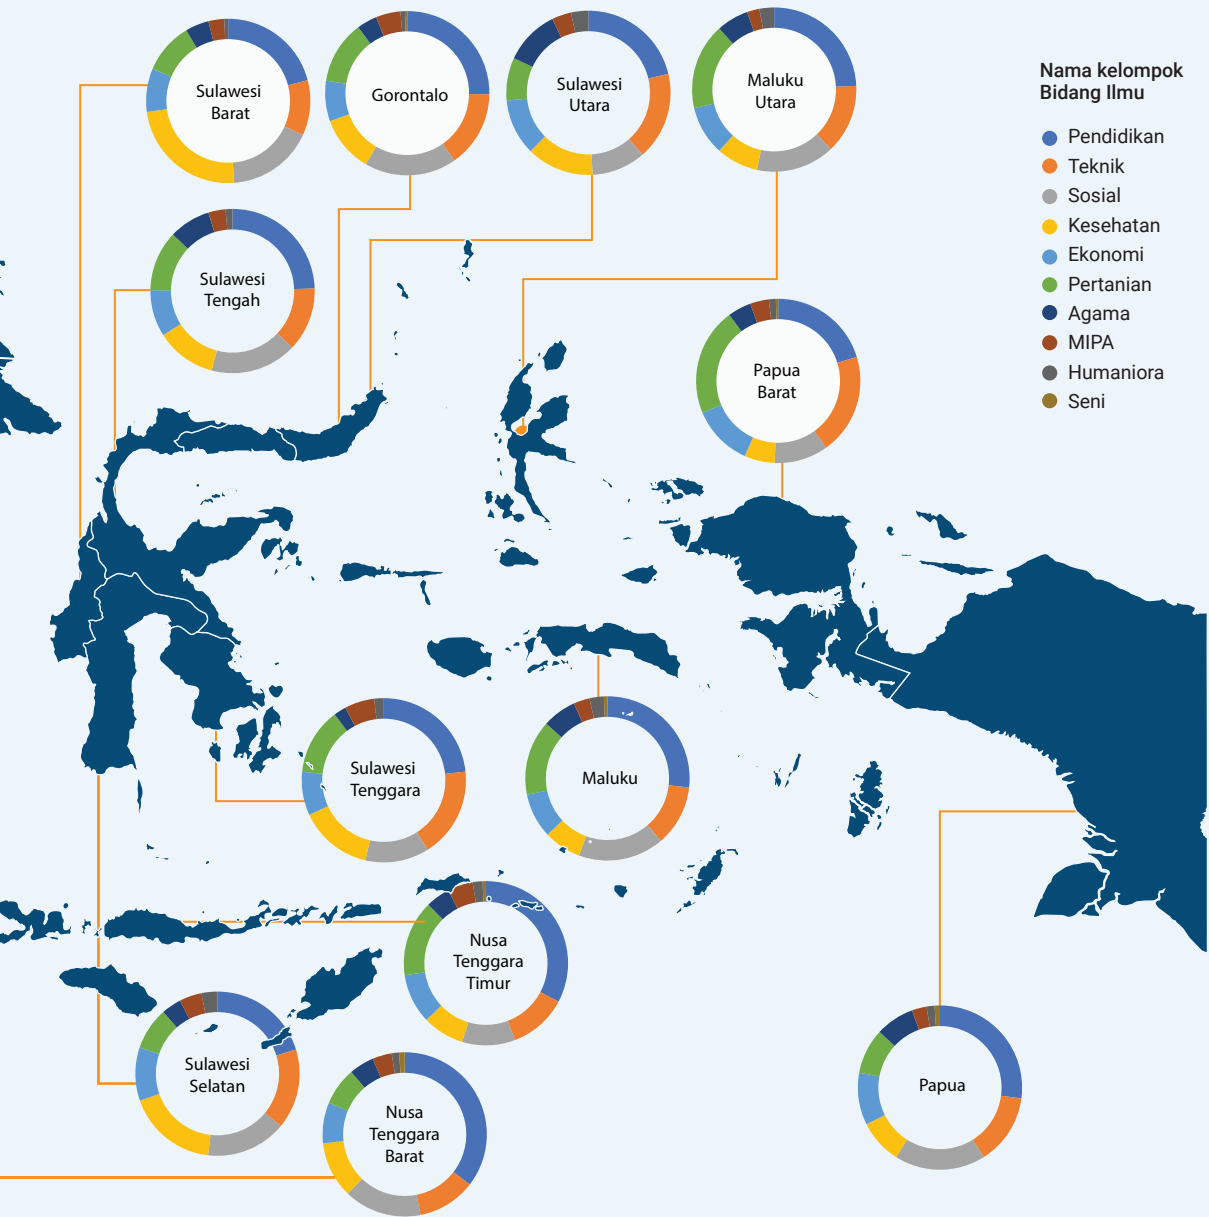 Sulawesi
Barat
Gorontalo
Sulawesi
Utara
Maluku
Utara
Nama kelompok
Bidang Ilmu
Pendidikan
Teknik
Sosial
Kesehatan
Ekonomi
Pertanian
Agama
MIPA
Humaniora
Seni
Sulawesi
Tengah
Papua
Barat
Sulawesi
Tenggara
Maluku
Nusa
Tenggara
Timur
Sulawesi
Selatan
Nusa
Tenggara
Barat
Papua